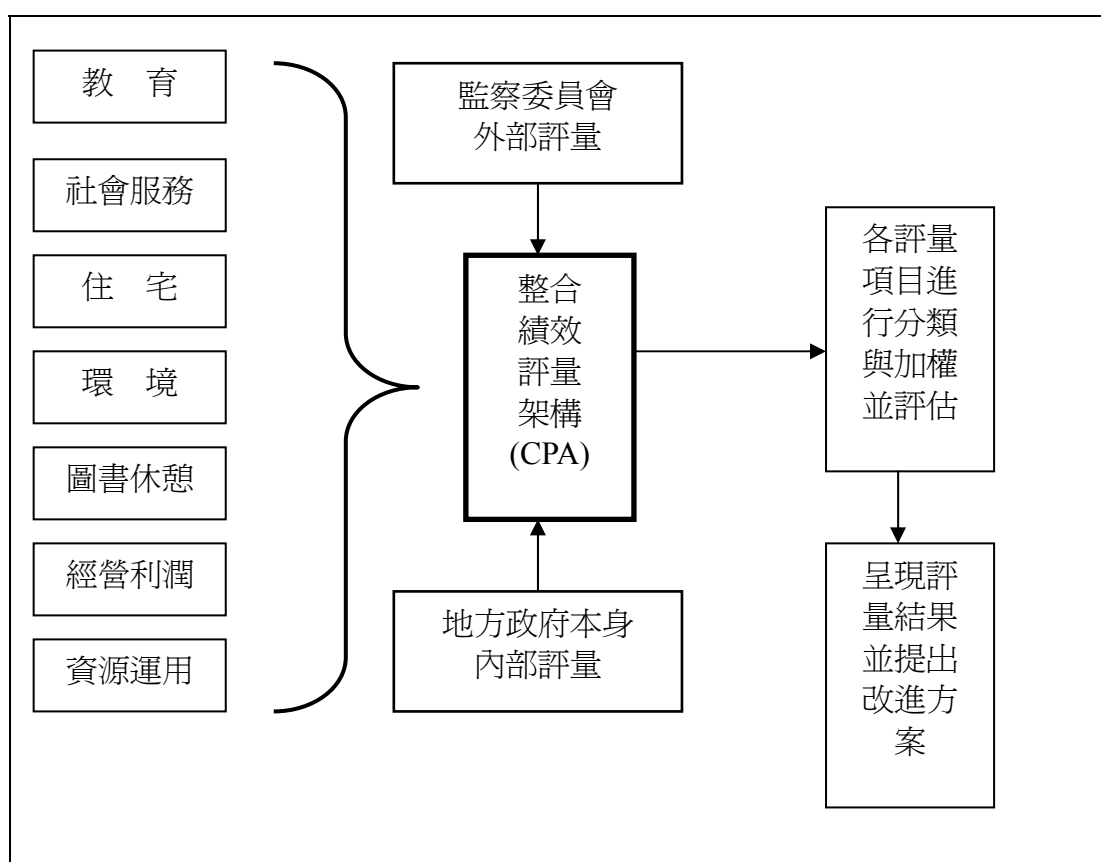 教 育
社會服務
住 宅
環 境
圖書休憩
經營利潤
資源運用
監察委員會
外部評量
整合
績效
評量
架構
(CPA)
地方政府本身
內部評量
各評量
項目進
行分類
與加權
並評估
呈現評
量結果
並提出
改進方
案